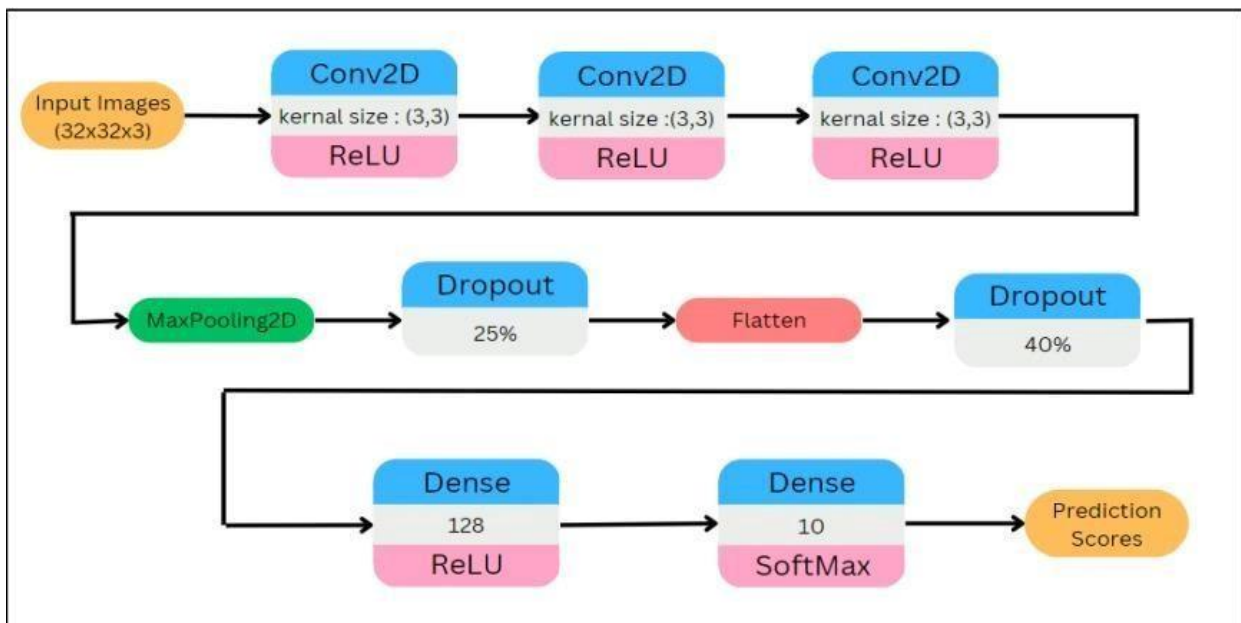 Input Images
(32x32x3)
Conv2D
kernal size : (3,3)
ReLU
Conv2D
kernal size :(3,3)
ReLU
Conv2D
kernal size : (3,3)
ReLU
MaxPooling2D
Dropout
25%
Flatten
Dropout
40%
Dense
128
ReLU
Dense
10
SoftMax
Prediction
Scores